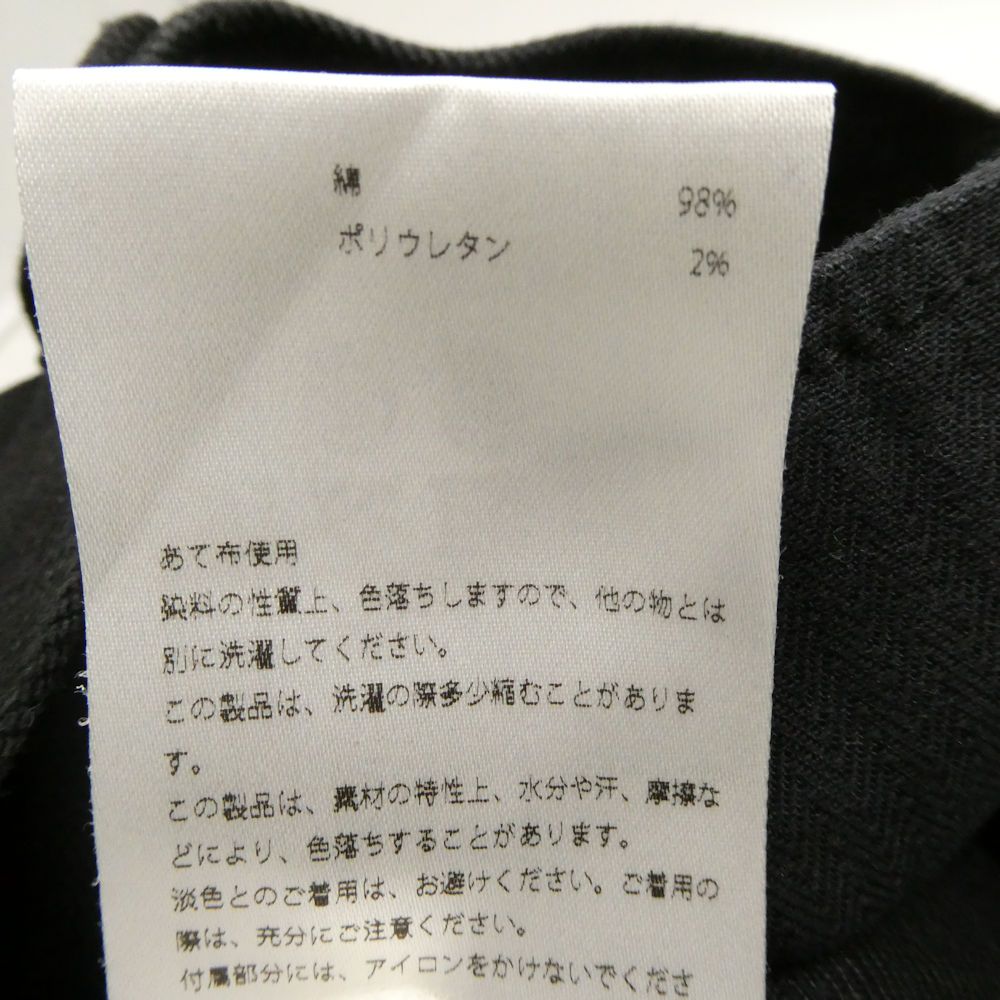 綿 98%
ポリウレタン 2%
あて布使用
染料の性質上、色落ちしますので、他の物とは
別に洗濯してください。
この製品は、洗濯の際多少縮むことがありま
す。
この製品は、素材の特性上、水分や汗、摩擦な
どにより、色落ちすることがあります。
淡色とのご着用は、お避けください。ご着用の
際は、充分にご注意ください。
付属部分には、アイロンをかけないでくださ